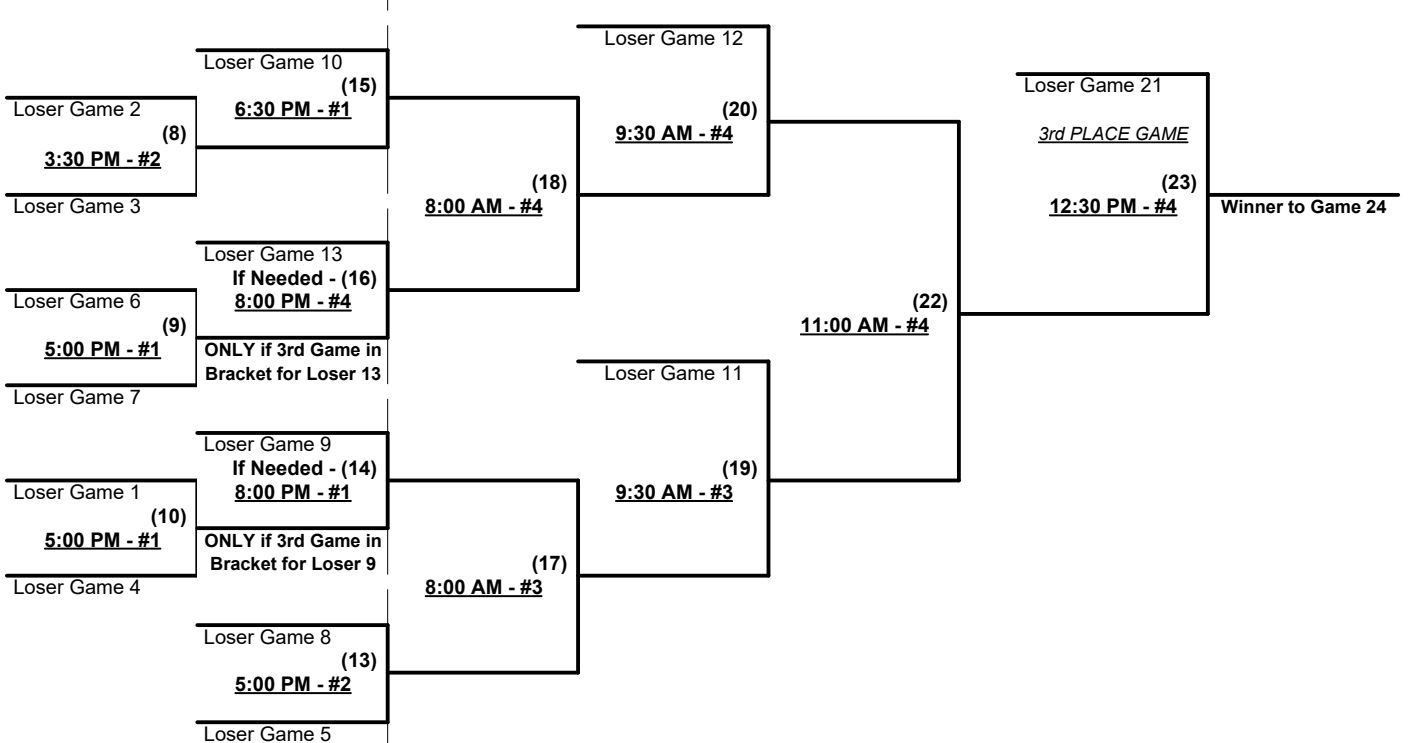 Loser Game 2
(8)
3:30 PM - #2
Loser Game 3
Loser Game 6
(9)
5:00 PM - #1
Loser Game 7
Loser Game 1
(10)
5:00 PM - #1
Loser Game 4
Loser Game 10
(15)
6:30 PM - #1
Loser Game 13
If Needed - (16)
8:00 PM - #4
ONLY if 3rd Game in
Bracket for Loser 13
Loser Game 9
If Needed - (14)
8:00 PM - #1
ONLY if 3rd Game in
Bracket for Loser 9
Loser Game 8
(13)
5:00 PM - #2
Loser Game 5
(18)
8:00 AM - #4
(17)
8:00 AM - #3
Loser Game 12
(20)
9:30 AM - #4
Loser Game 11
(19)
9:30 AM - #3
(22)
11:00 AM - #4
Loser Game 21
3rd PLACE GAME
(23)
12:30 PM - #4
Winner to Game 24